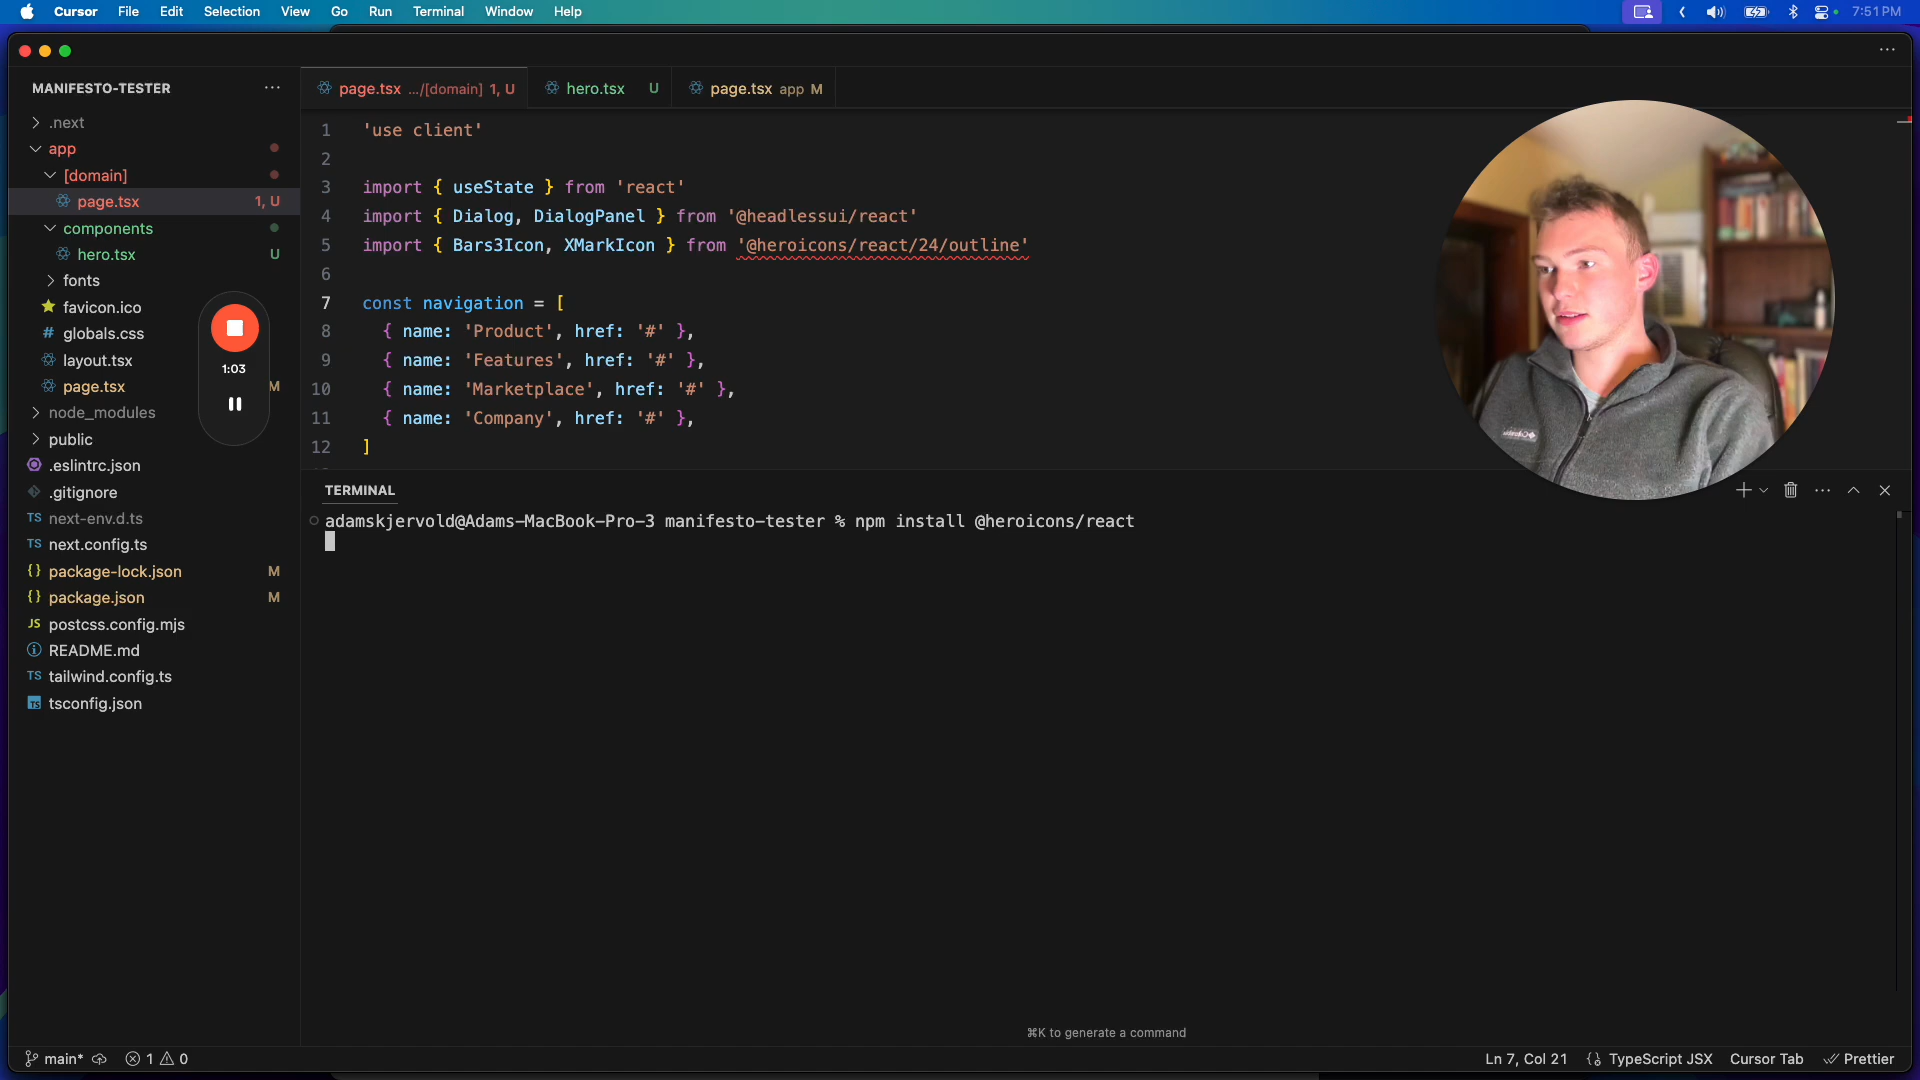 Cursor File Edit Selection View Go Run Terminal Window Help 7:51 PM
MANIFESTO-TESTER
.next
app
[domain]
page.tsx 1, U
components
hero.tsx U
fonts
favicon.ico
globals.css
layout.tsx
page.tsx M
node_modules
public
.eslintrc.json
.gitignore
TS next-env.d.ts
TS next.config.ts
{} package-lock.json M
{} package.json M
JS postcss.config.mjs
README.md
TS tailwind.config.ts
TS tsconfig.json
1:03
page.tsx .../[domain] 1, U hero.tsx U page.tsx app M
1 'use client'
2
3 import { useState } from 'react'
4 import { Dialog, DialogPanel } from '@headlessui/react'
5 import { Bars3Icon, XMarkIcon } from '@heroicons/react/24/outline'
6
7 const navigation = [
8 { name: 'Product', href: '#' },
9 { name: 'Features', href: '#' },
10 { name: 'Marketplace', href: '#' },
11 { name: 'Company', href: '#' },
12 ]
TERMINAL
adamskjervold@Adams-MacBook-Pro-3 manifesto-tester % npm install @heroicons/react
⌘K to generate a command
main* 1 0 Ln 7, Col 21 TypeScript JSX Cursor Tab Prettier